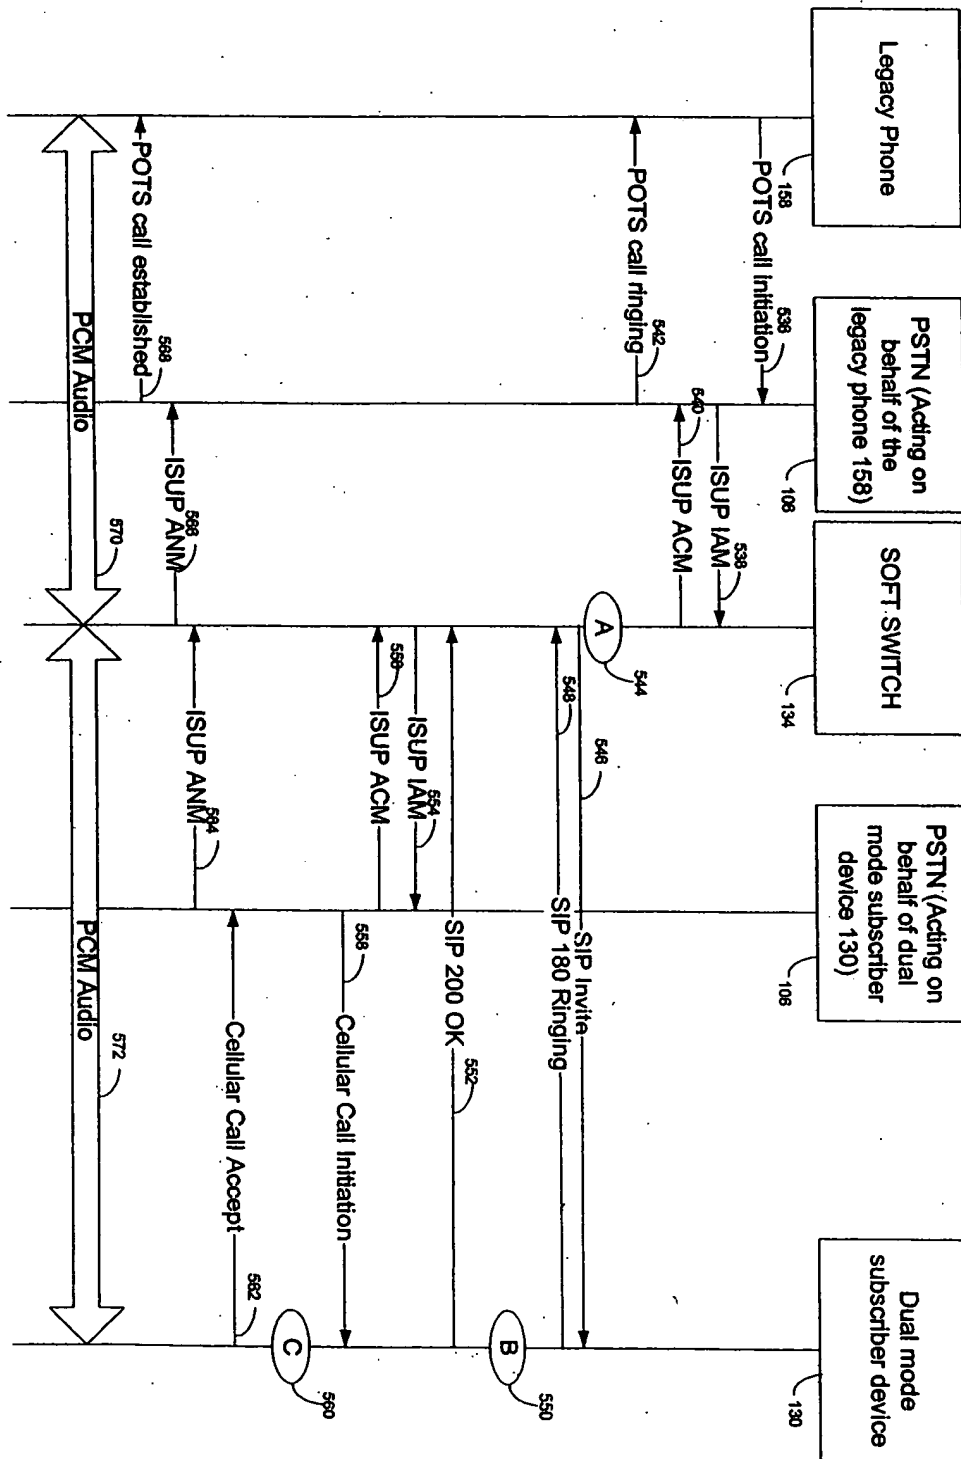 Legacy Phone
158
PSTN (Acting on
behalf of the
legacy phone 158)
106
SOFT SWITCH
134
PSTN (Acting on
behalf of dual
mode subscriber
device 130)
106
Dual mode
subscriber device
130
POTS call initiation
536
ISUP IAM
538
ISUP ACM
540
POTS call ringing
542
A
544
SIP Invite
546
SIP 180 Ringing
548
B
550
SIP 200 OK
552
ISUP IAM
554
ISUP ACM
556
Cellular Call Initiation
558
C
560
Cellular Call Accept
562
ISUP ANM
564
ISUP ANM
566
POTS call established
568
PCM Audio
570
PCM Audio
572